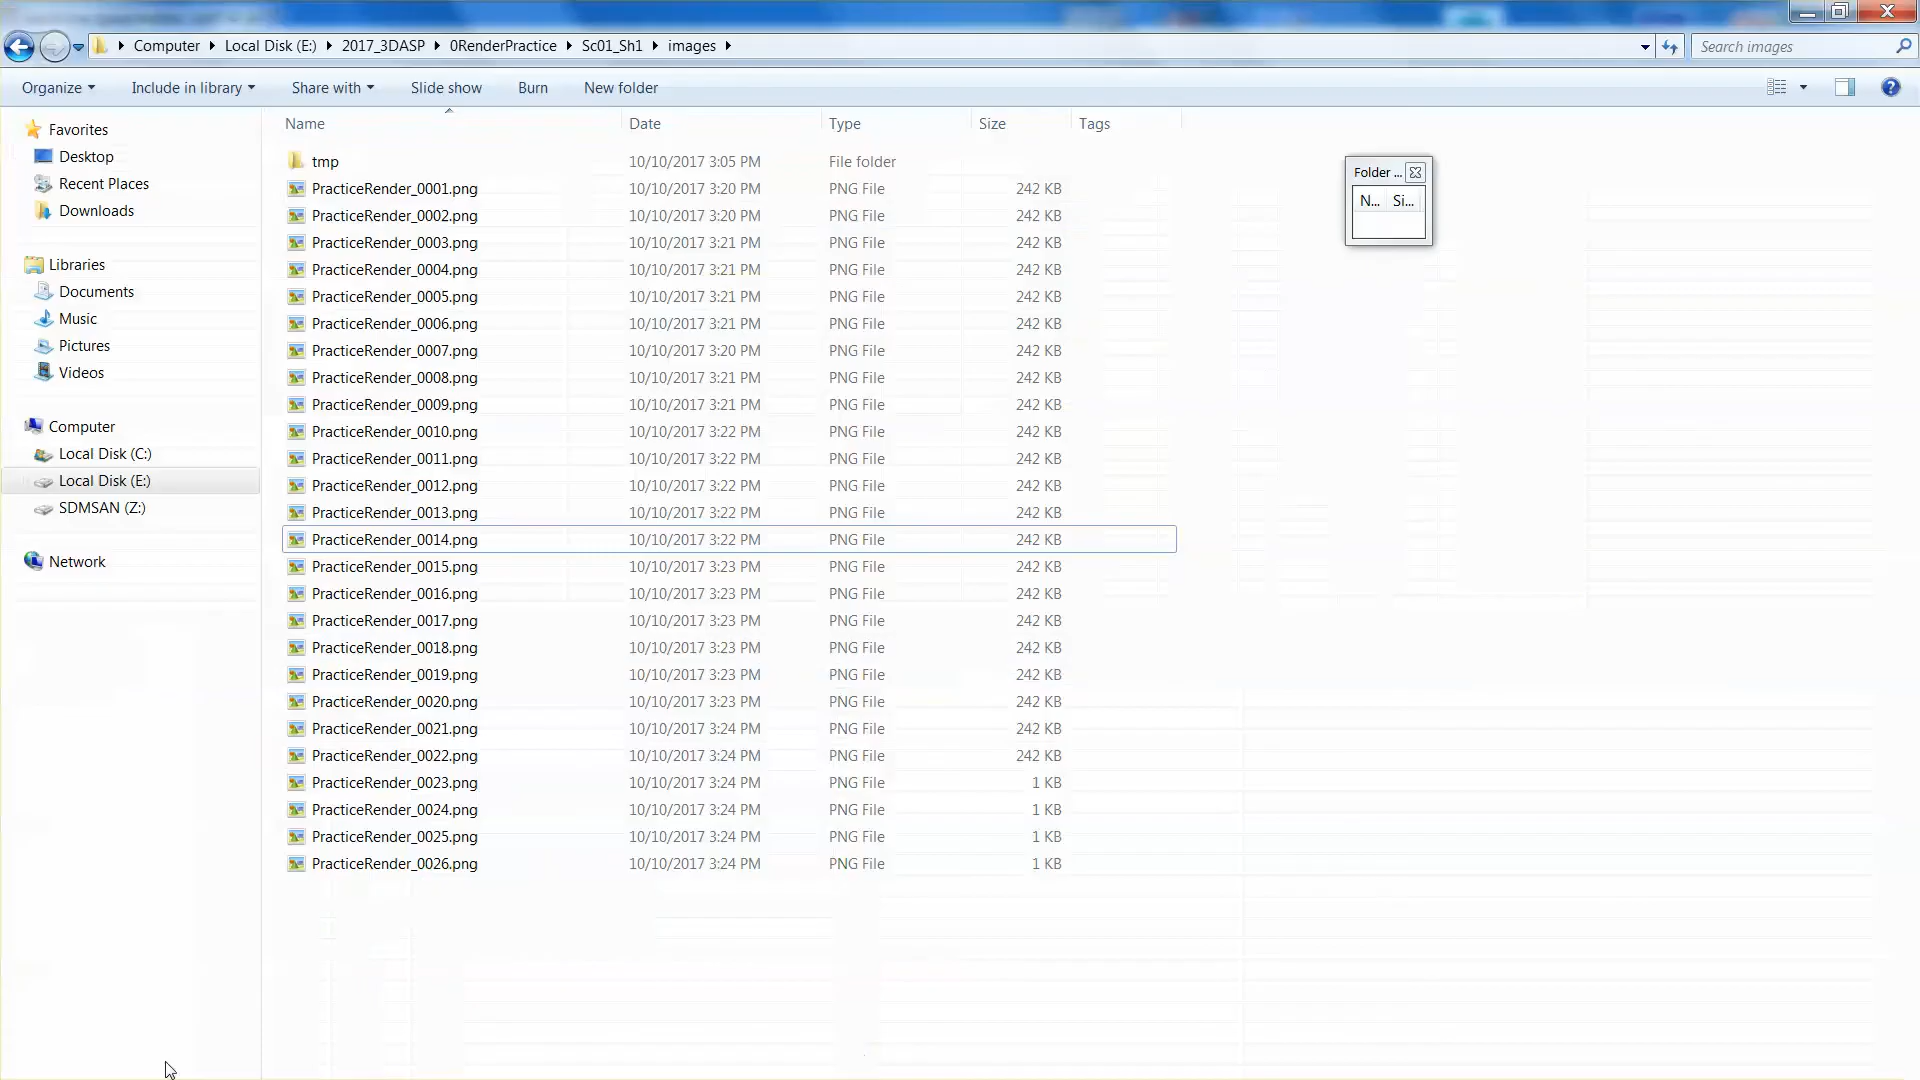 Computer Local Disk (E:) 2017_3DASP 0RenderPractice Sc01_Sh1 images Search images
Organize Include in library Share with Slide show Burn New folder
Name Date Type Size Tags
Favorites
Desktop
Recent Places
Downloads
Libraries
Documents
Music
Pictures
Videos
Computer
Local Disk (C:)
Local Disk (E:)
SDMSAN (Z:)
Network
tmp 10/10/2017 3:05 PM File folder
PracticeRender_0001.png 10/10/2017 3:20 PM PNG File 242 KB
PracticeRender_0002.png 10/10/2017 3:20 PM PNG File 242 KB
PracticeRender_0003.png 10/10/2017 3:21 PM PNG File 242 KB
PracticeRender_0004.png 10/10/2017 3:21 PM PNG File 242 KB
PracticeRender_0005.png 10/10/2017 3:21 PM PNG File 242 KB
PracticeRender_0006.png 10/10/2017 3:21 PM PNG File 242 KB
PracticeRender_0007.png 10/10/2017 3:20 PM PNG File 242 KB
PracticeRender_0008.png 10/10/2017 3:21 PM PNG File 242 KB
PracticeRender_0009.png 10/10/2017 3:21 PM PNG File 242 KB
PracticeRender_0010.png 10/10/2017 3:22 PM PNG File 242 KB
PracticeRender_0011.png 10/10/2017 3:22 PM PNG File 242 KB
PracticeRender_0012.png 10/10/2017 3:22 PM PNG File 242 KB
PracticeRender_0013.png 10/10/2017 3:22 PM PNG File 242 KB
PracticeRender_0014.png 10/10/2017 3:22 PM PNG File 242 KB
PracticeRender_0015.png 10/10/2017 3:23 PM PNG File 242 KB
PracticeRender_0016.png 10/10/2017 3:23 PM PNG File 242 KB
PracticeRender_0017.png 10/10/2017 3:23 PM PNG File 242 KB
PracticeRender_0018.png 10/10/2017 3:23 PM PNG File 242 KB
PracticeRender_0019.png 10/10/2017 3:23 PM PNG File 242 KB
PracticeRender_0020.png 10/10/2017 3:23 PM PNG File 242 KB
PracticeRender_0021.png 10/10/2017 3:24 PM PNG File 242 KB
PracticeRender_0022.png 10/10/2017 3:24 PM PNG File 242 KB
PracticeRender_0023.png 10/10/2017 3:24 PM PNG File 1 KB
PracticeRender_0024.png 10/10/2017 3:24 PM PNG File 1 KB
PracticeRender_0025.png 10/10/2017 3:24 PM PNG File 1 KB
PracticeRender_0026.png 10/10/2017 3:24 PM PNG File 1 KB
Folder ...
N... Si...